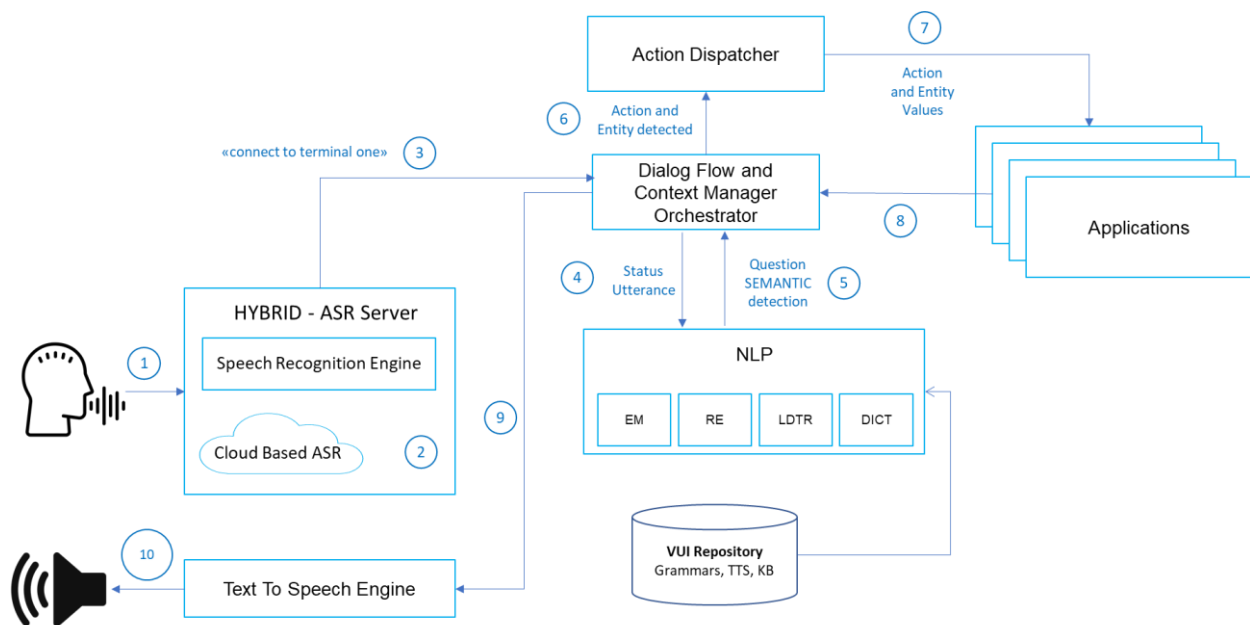 Action Dispatcher
7
Action
and Entity
Values
6
Action and
Entity detected
«connect to terminal one»
3
Dialog Flow and
Context Manager
Orchestrator
8
Applications
4
Status
Utterance
Question
SEMANTIC
detection
5
HYBRID - ASR Server
Speech Recognition Engine
1
Cloud Based ASR
2
NLP
EM
RE
LDTR
DICT
9
VUI Repository
Grammars, TTS, KB
10
Text To Speech Engine